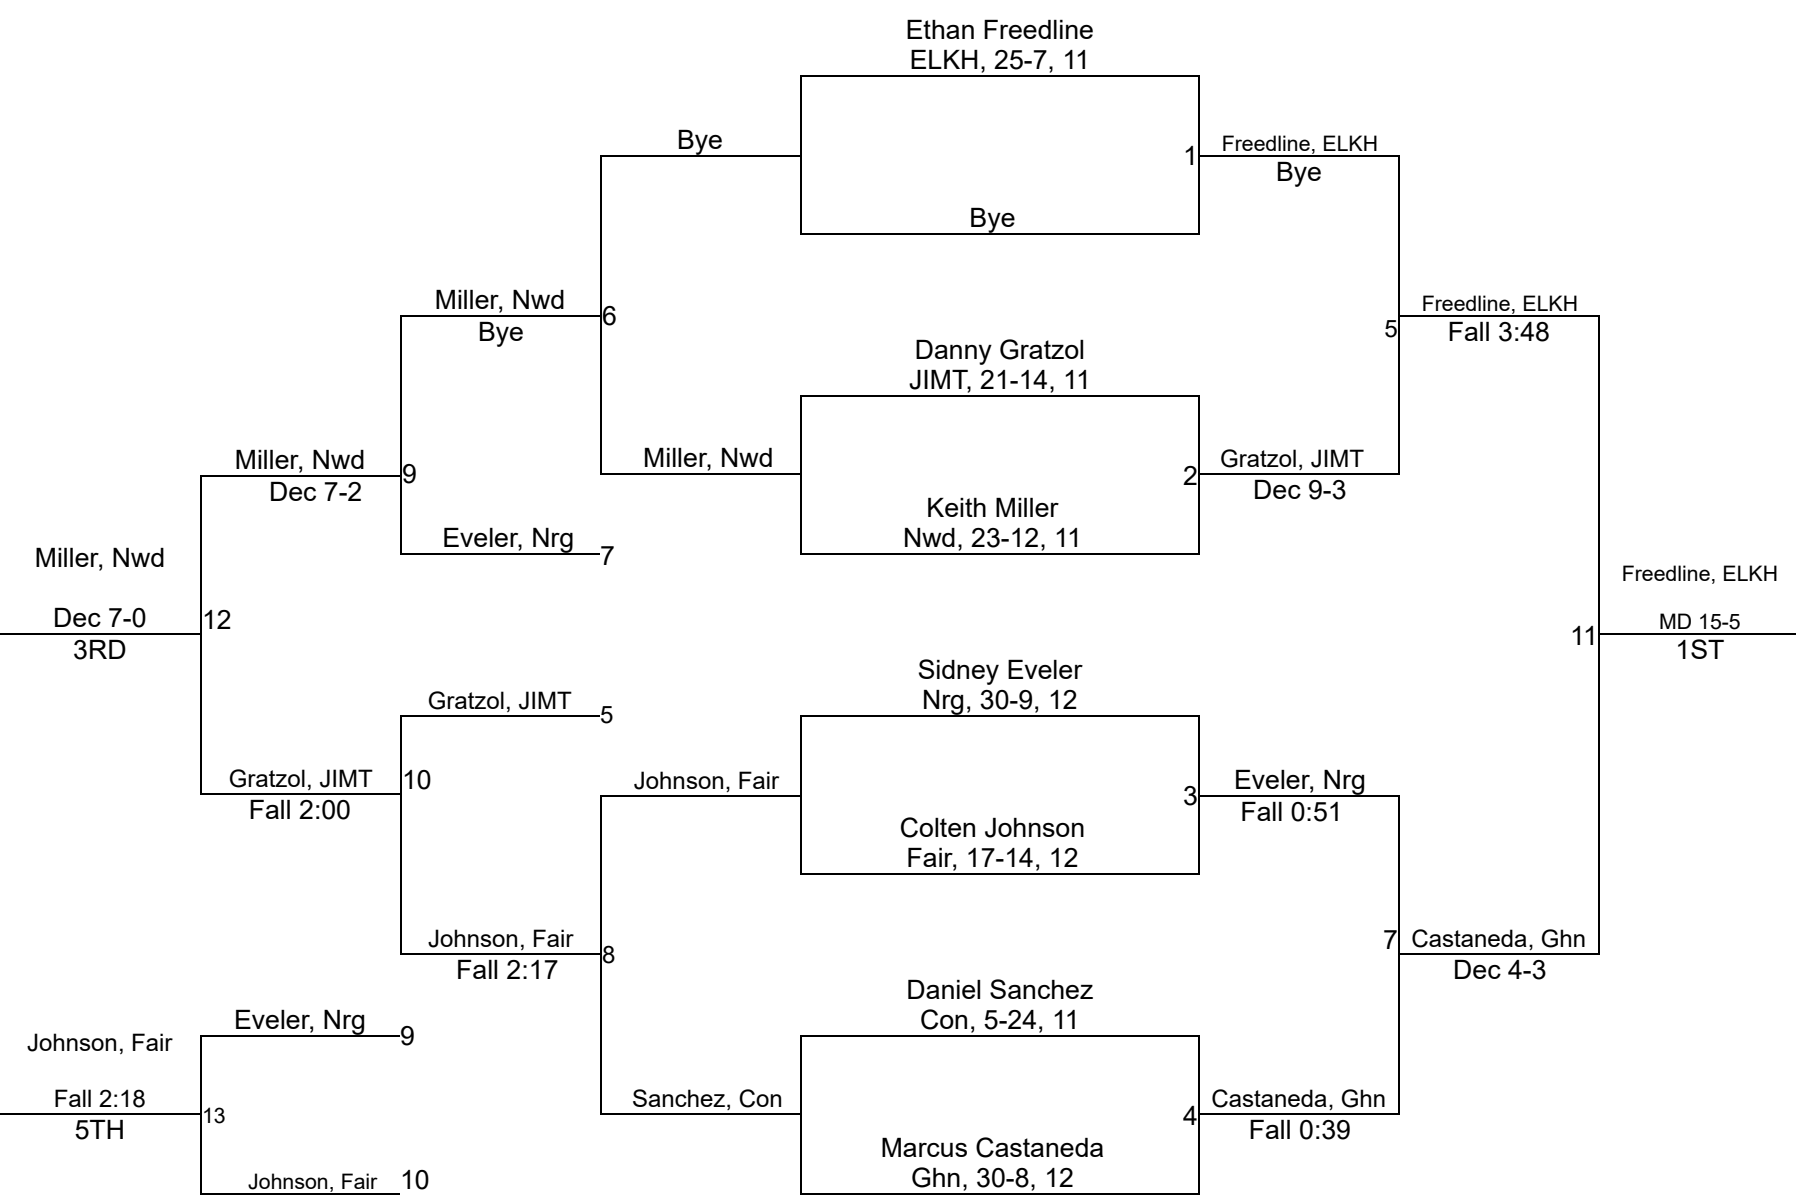 Ethan Freedline
ELKH, 25-7, 11
Bye
1
Freedline, ELKH
Bye
Bye
Miller, Nwd
Bye
6
Freedline, ELKH
Fall 3:48
5
Danny Gratzol
JIMT, 21-14, 11
Miller, Nwd
Dec 7-2
9
Miller, Nwd
2
Gratzol, JIMT
Dec 9-3
Keith Miller
Nwd, 23-12, 11
Eveler, Nrg
7
Miller, Nwd
Dec 7-0
3RD
12
Freedline, ELKH
MD 15-5
1ST
11
Sidney Eveler
Nrg, 30-9, 12
Gratzol, JIMT
5
Gratzol, JIMT
Fall 2:00
10
Johnson, Fair
3
Eveler, Nrg
Fall 0:51
Colten Johnson
Fair, 17-14, 12
Johnson, Fair
Fall 2:17
8
7
Castaneda, Ghn
Dec 4-3
Daniel Sanchez
Con, 5-24, 11
Eveler, Nrg
9
Johnson, Fair
Fall 2:18
5TH
13
Sanchez, Con
4
Castaneda, Ghn
Fall 0:39
Marcus Castaneda
Ghn, 30-8, 12
Johnson, Fair
10